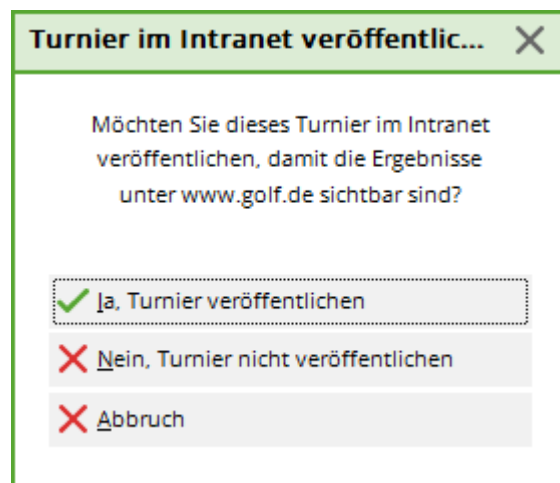 Turnier im Intranet veröffentlic...
Möchten Sie dieses Turnier im Intranet
veröffentlichen, damit die Ergebnisse
unter www.golf.de sichtbar sind?
Ja, Turnier veröffentlichen
Nein, Turnier nicht veröffentlichen
Abbruch